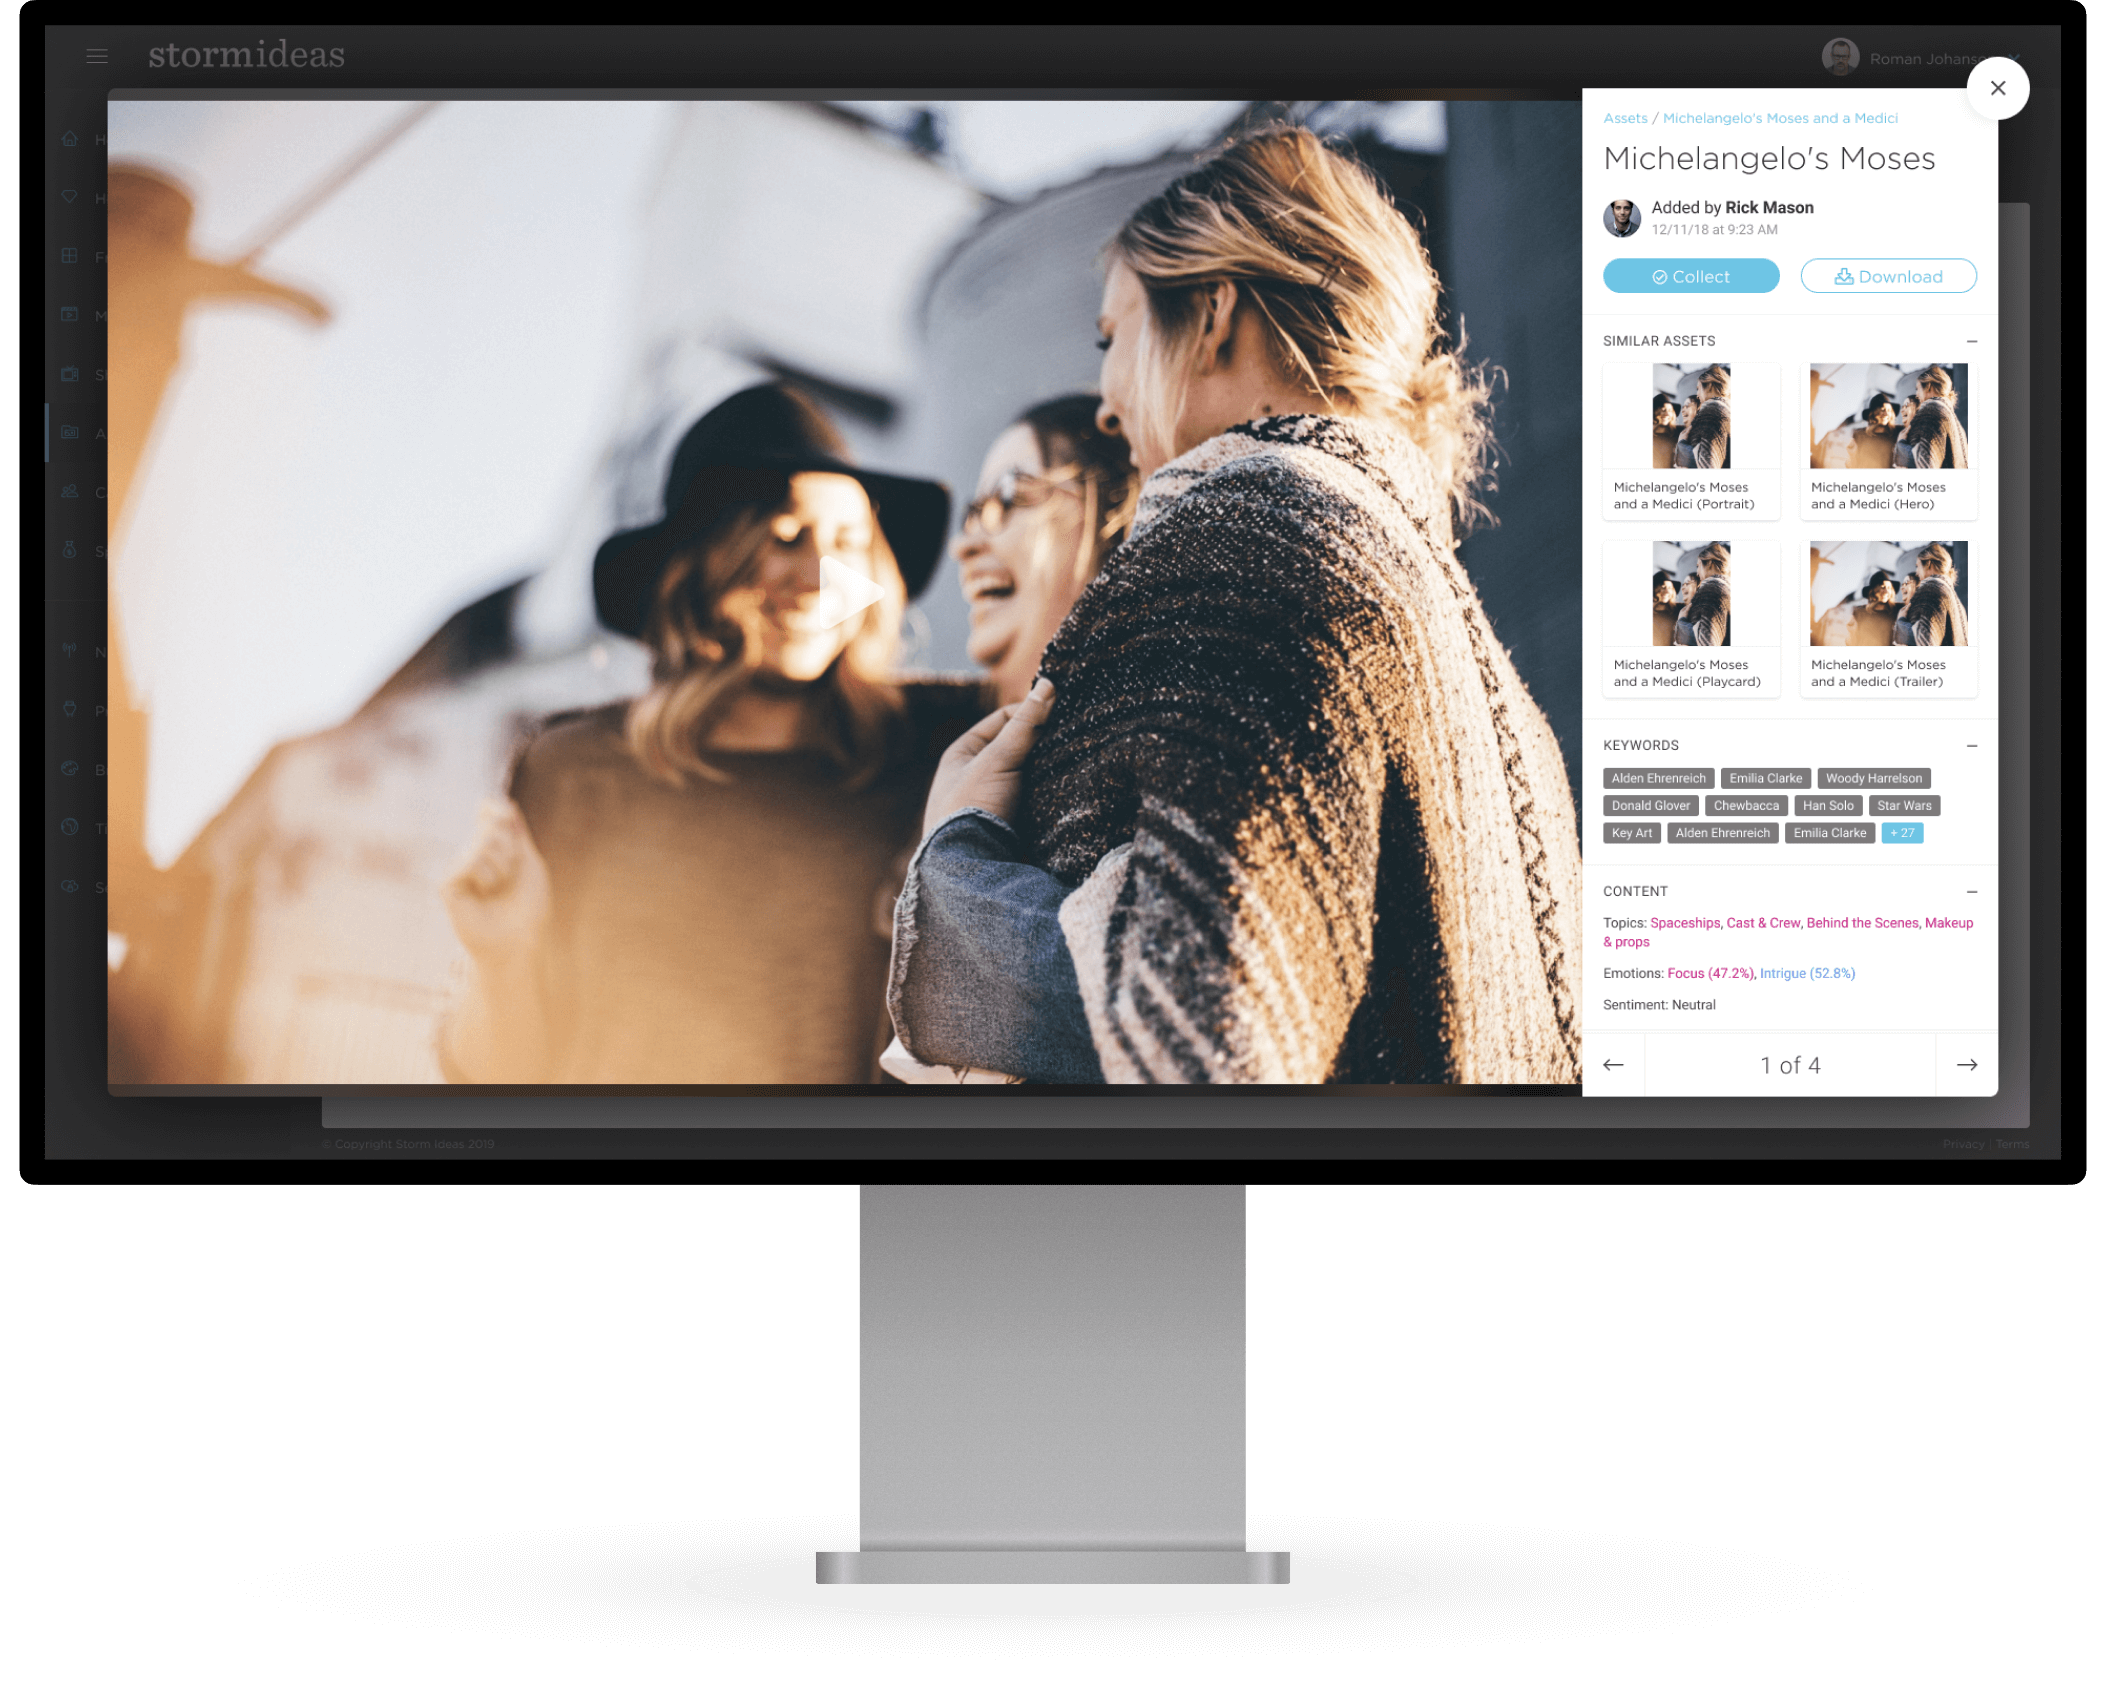 stormideas
Roman Johans
Assets / Michelangelo's Moses and a Medici
Michelangelo's Moses
Added by Rick Mason
12/11/18 at 9:23 AM
Collect
Download
SIMILAR ASSETS
Michelangelo's Moses
and a Medici (Portrait)
Michelangelo's Moses
and a Medici (Hero)
Michelangelo's Moses
and a Medici (Playcard)
Michelangelo's Moses
and a Medici (Trailer)
KEYWORDS
Alden Ehrenreich Emilia Clarke Woody Harrelson
Donald Glover Chewbacca Han Solo Star Wars
Key Art Alden Ehrenreich Emilia Clarke + 27
CONTENT
Topics: Spaceships, Cast & Crew, Behind the Scenes, Makeup
& props
Emotions: Focus (47.2%), Intrigue (52.8%)
Sentiment: Neutral
1 of 4
© Copyright Storm Ideas 2019
Privacy | Terms